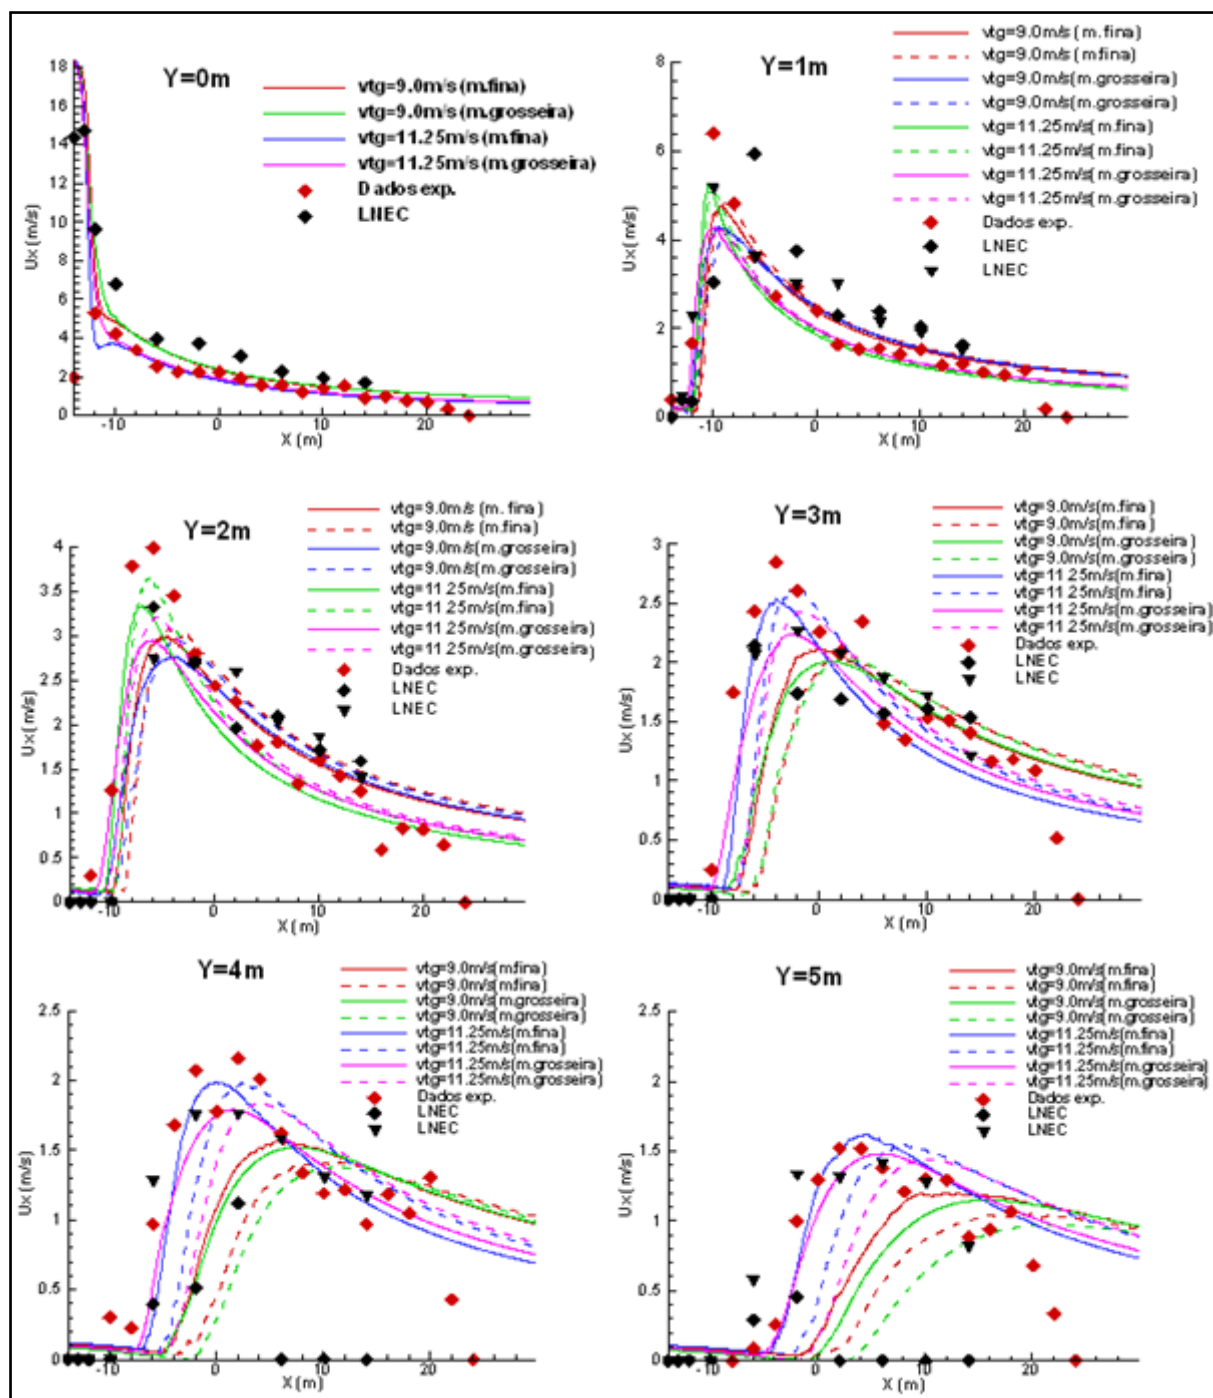 Y=0m
vtg=9.0m/s (m.fina)
vtg=9.0m/s (m.grosseira)
vtg=11.25m/s (m.fina)
vtg=11.25m/s (m.grosseira)
Dados exp.
LNEC
Ux (m/s)
18
16
14
12
10
8
6
4
2
0
-10
0
10
20
X (m)
Y=1m
vtg=9.0m/s ( m.fina)
vtg=9.0m/s (m.fina)
vtg=9.0m/s(m.grosseira)
vtg=9.0m/s(m.grosseira)
vtg=11.25m/s(m.fina)
vtg=11.25m/s(m.fina)
vtg=11.25m/s(m.grosseira)
vtg=11.25m/s(m.grosseira)
Dados exp.
LNEC
LNEC
Ux (m/s)
8
6
4
2
0
-10
0
10
20
X (m)
Y=2m
vtg=9.0m/s (m. fina)
vtg=9.0m/s (m.fina)
vtg=9.0m/s(m.grosseira)
vtg=9.0m/s(m.grosseira)
vtg=11.25m/s(m.fina)
vtg=11.25m/s(m.fina)
vtg=11.25m/s(m.grosseira)
vtg=11.25m/s(m.grosseira)
Dados exp.
LNEC
LNEC
Ux (m/s)
4
3.5
3
2.5
2
1.5
1
0.5
0
-10
0
10
20
X (m)
Y=3m
vtg=9.0m/s(m.fina)
vtg=9.0m/s(m.fina)
vtg=9.0m/s(m.grosseira)
vtg=9.0m/s(m.grosseira)
vtg=11.25m/s(m.fina)
vtg=11.25m/s(m.fina)
vtg=11.25m/s(m.grosseira)
vtg=11.25m/s(m.grosseira)
Dados exp.
LNEC
LNEC
Ux (m/s)
3
2.5
2
1.5
1
0.5
0
-10
0
10
20
X (m)
Y=4m
vtg=9.0m/s(m.fina)
vtg=9.0m/s(m.fina)
vtg=9.0m/s(m.grosseira)
vtg=9.0m/s(m.grosseira)
vtg=11.25m/s(m.fina)
vtg=11.25m/s(m.fina)
vtg=11.25m/s(m.grosseira)
vtg=11.25m/s(m.grosseira)
Dados exp.
LNEC
LNEC
Ux (m/s)
2.5
2
1.5
1
0.5
0
-10
0
10
20
X (m)
Y=5m
vtg=9.0m/s(m.fina)
vtg=9.0m/s(m.fina)
vtg=9.0m/s(m.grosseira)
vtg=9.0m/s(m.grosseira)
vtg=11.25m/s(m.fina)
vtg=11.25m/s(m.fina)
vtg=11.25m/s(m.grosseira)
vtg=11.25m/s(m.grosseira)
Dados exp.
LNEC
LNEC
Ux (m/s)
2.5
2
1.5
1
0.5
0
-10
0
10
20
X (m)